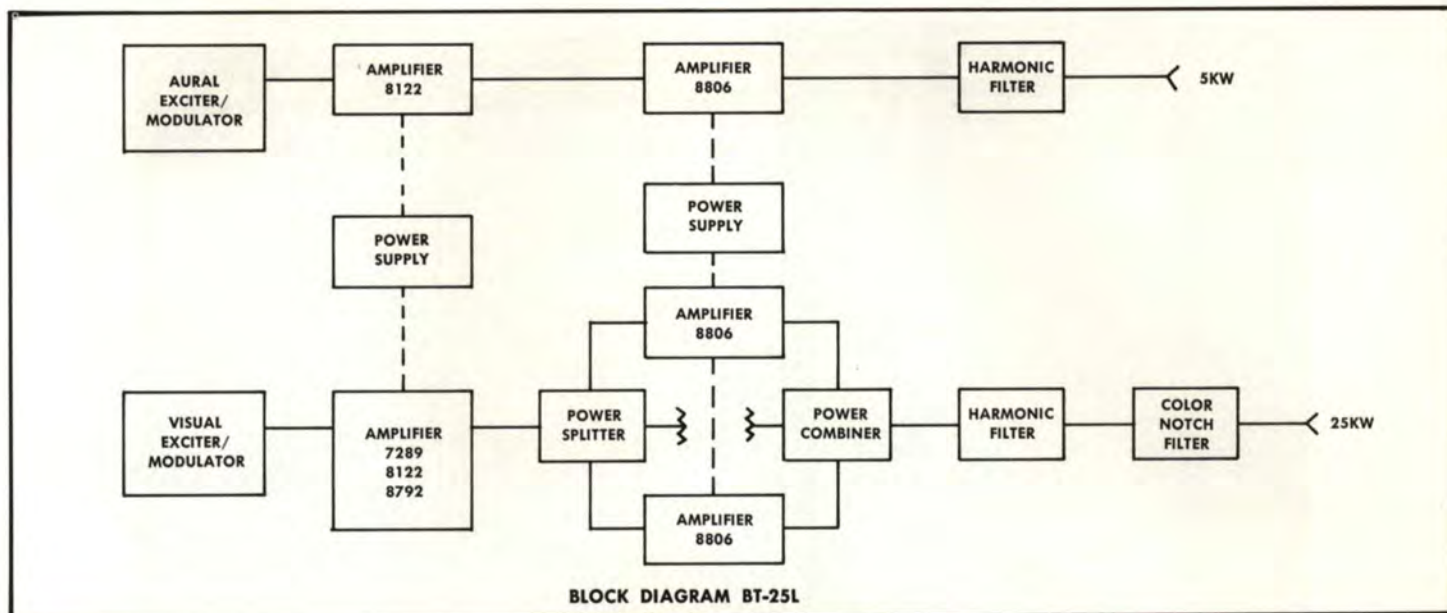 AURAL
EXCITER/
MODULATOR
AMPLIFIER
8122
AMPLIFIER
8806
HARMONIC
FILTER
5KW
POWER
SUPPLY
POWER
SUPPLY
AMPLIFIER
8806
VISUAL
EXCITER/
MODULATOR
AMPLIFIER
7289
8122
8792
POWER
SPLITTER
POWER
COMBINER
HARMONIC
FILTER
COLOR
NOTCH
FILTER
25KW
AMPLIFIER
8806
BLOCK DIAGRAM BT-25L